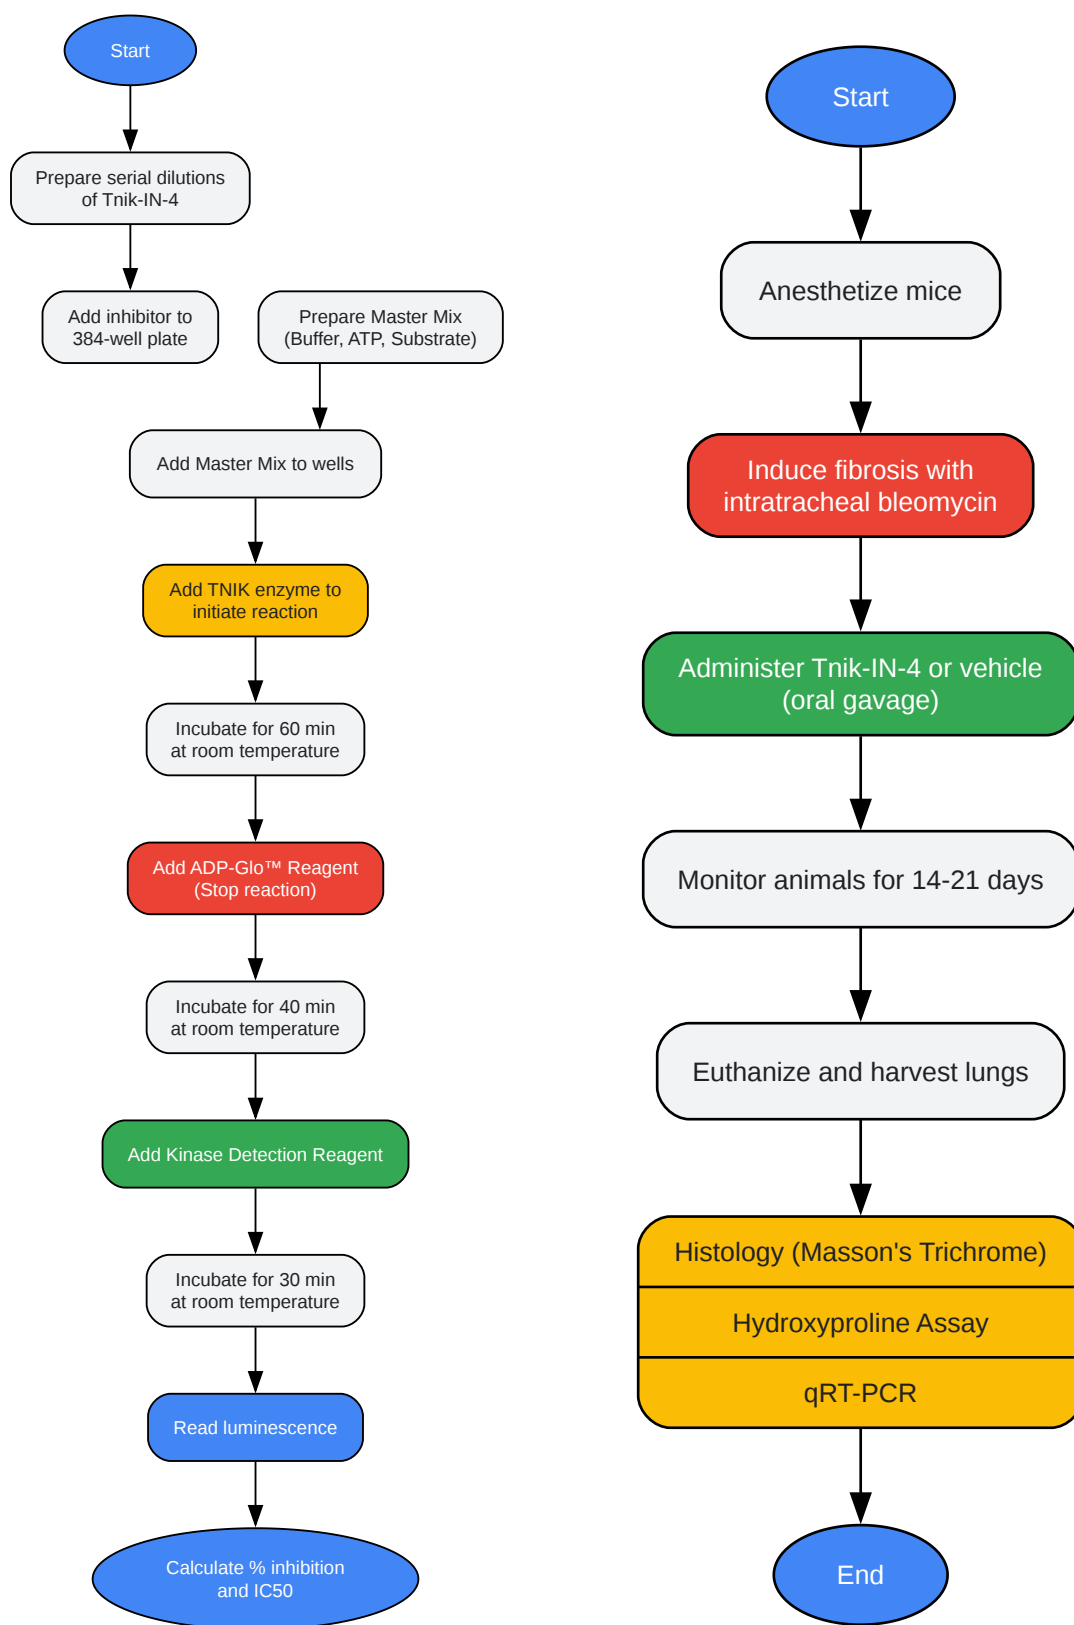 Start
Prepare serial dilutions
of Tnik-IN-4
Add inhibitor to
384-well plate
Prepare Master Mix
(Buffer, ATP, Substrate)
Add Master Mix to wells
Add TNIK enzyme to
initiate reaction
Incubate for 60 min
at room temperature
Add ADP-Glo™ Reagent
(Stop reaction)
Incubate for 40 min
at room temperature
Add Kinase Detection Reagent
Incubate for 30 min
at room temperature
Read luminescence
Calculate % inhibition
and IC50
Start
Anesthetize mice
Induce fibrosis with
intratracheal bleomycin
Administer Tnik-IN-4 or vehicle
(oral gavage)
Monitor animals for 14-21 days
Euthanize and harvest lungs
Histology (Masson's Trichrome)
Hydroxyproline Assay
qRT-PCR
End